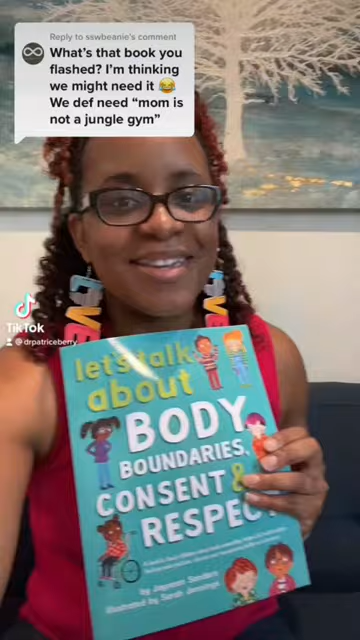 Reply to sswbeanie's comment
What's that book you
flashed? I'm thinking
we might need it 😂
We def need "mom is
not a jungle gym"
TikTok
@drpatriceberry
let's talk
about
BODY
BOUNDARIES,
CONSENT &
RESPECT
by Jayneen Sanders
illustrated by Sarah Jennings